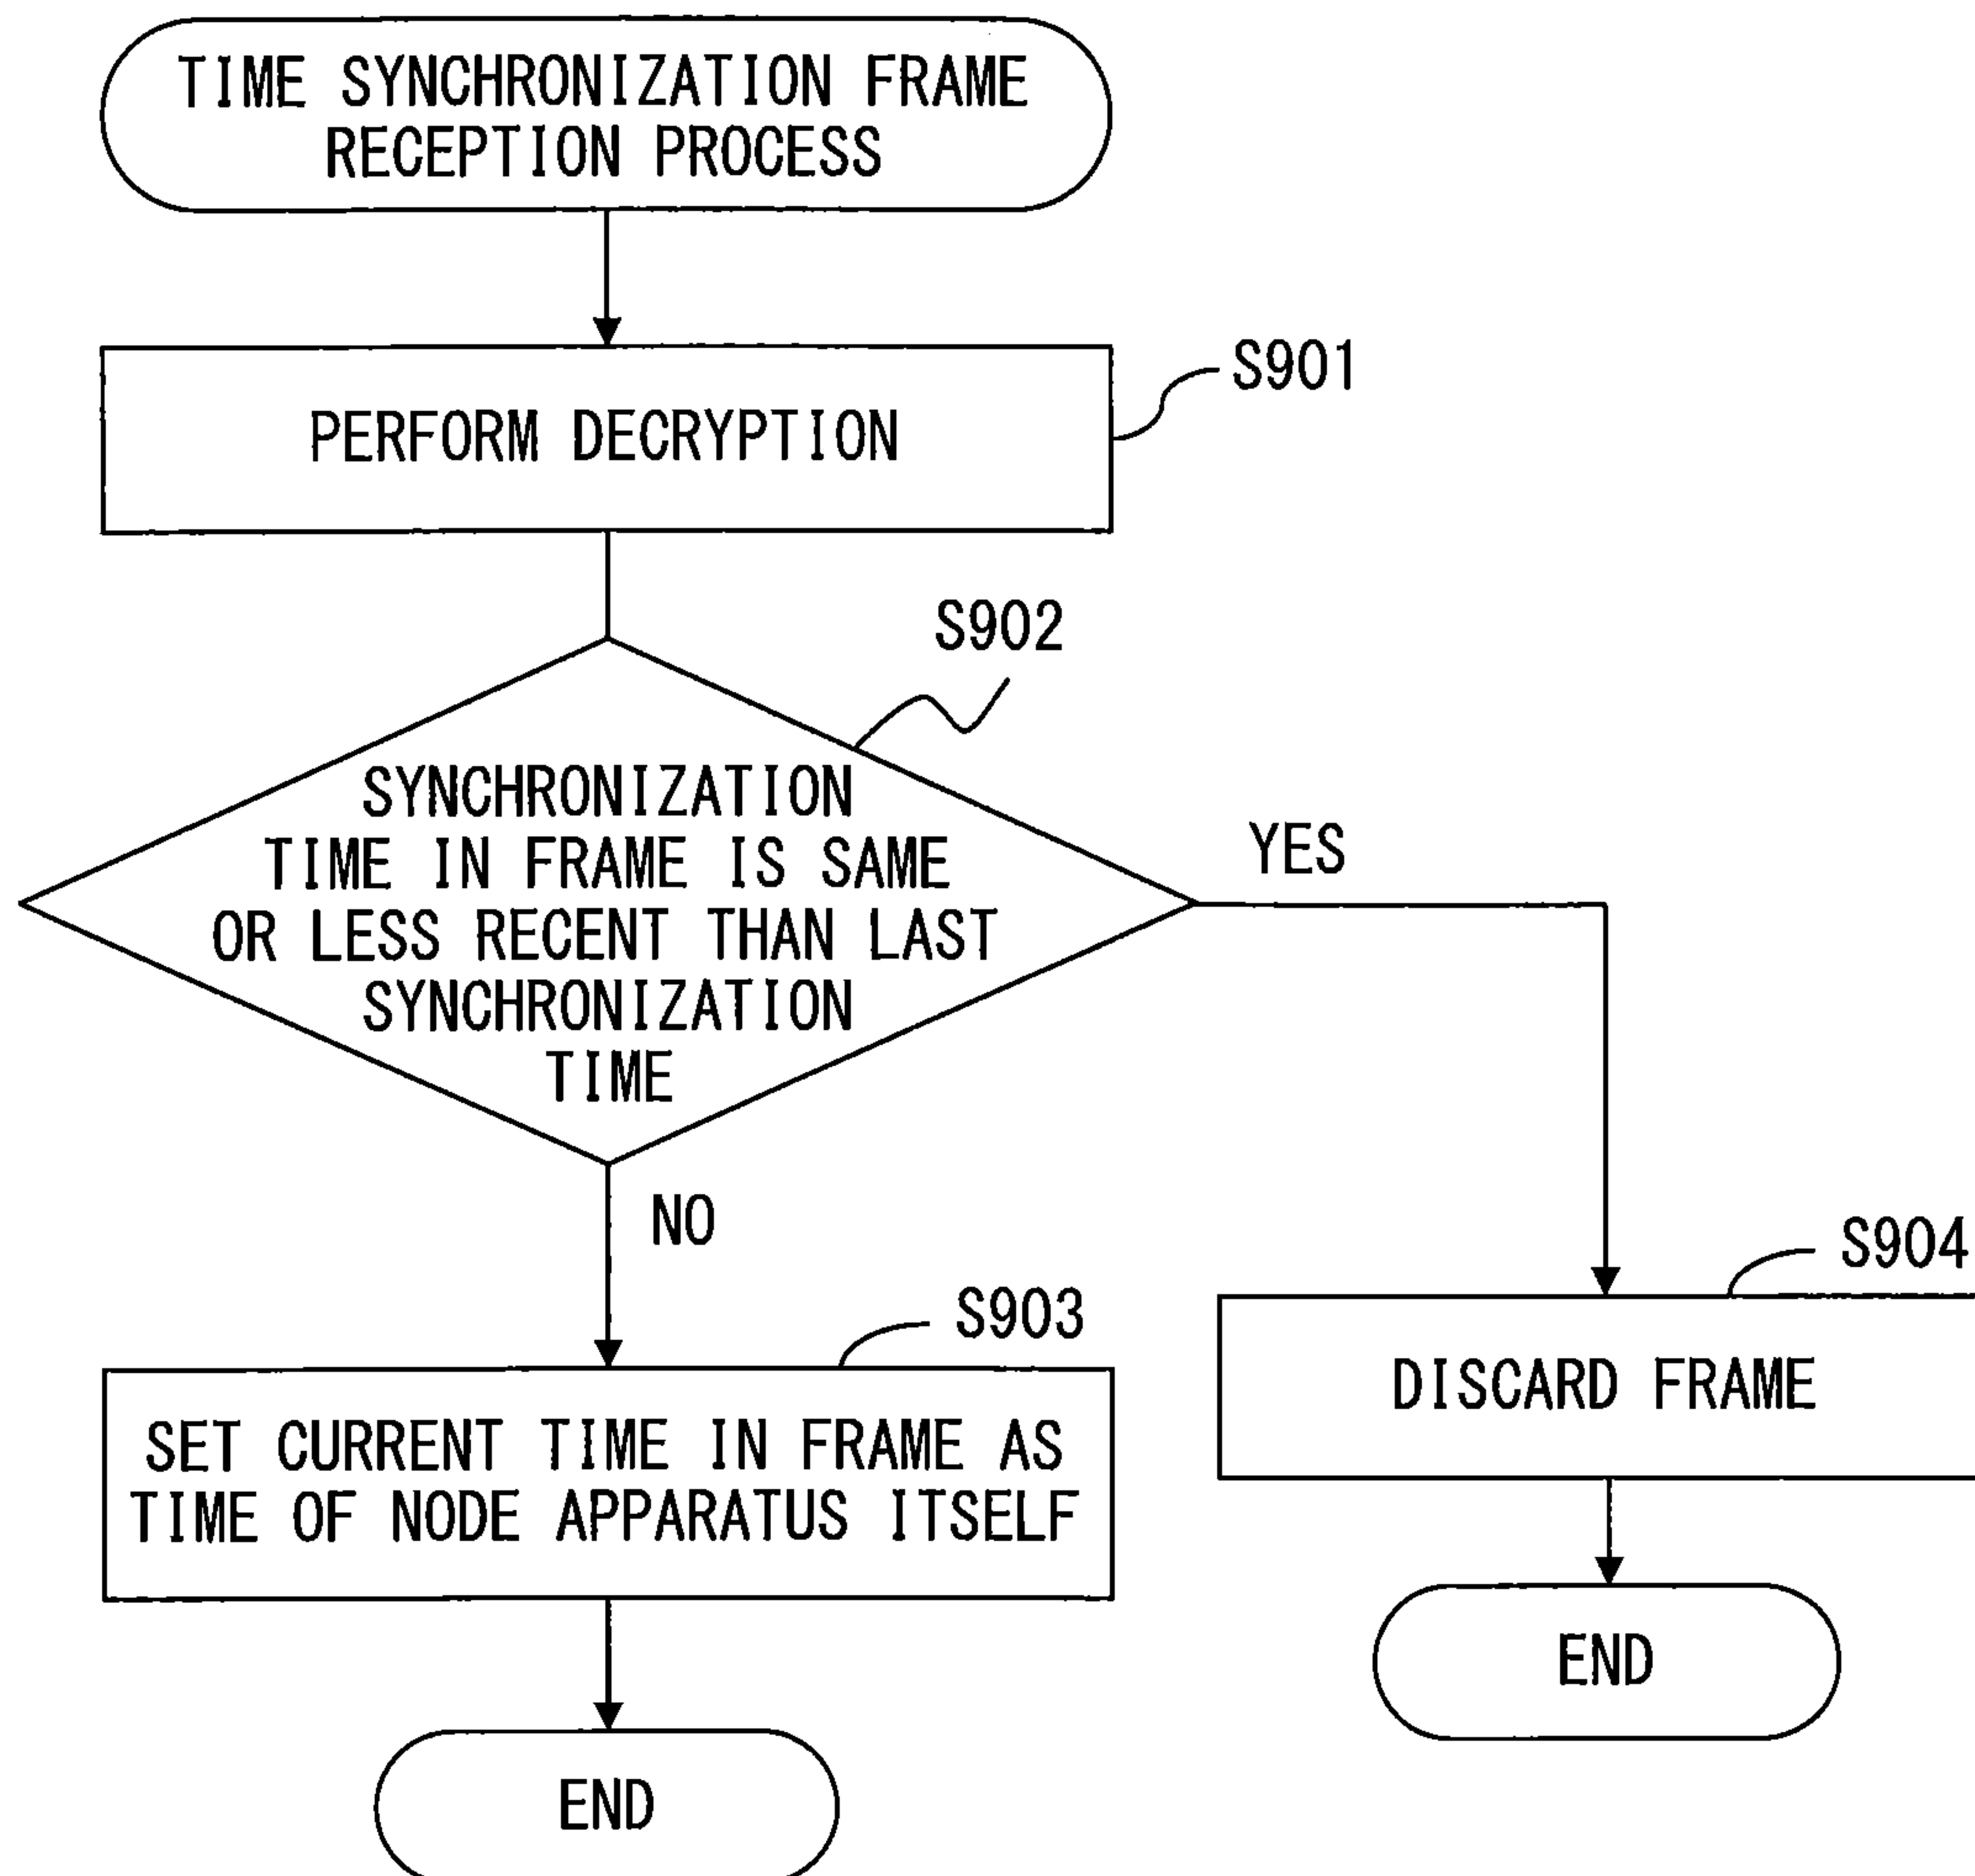 TIME SYNCHRONIZATION FRAME
RECEPTION PROCESS
S901
PERFORM DECRYPTION
S902
SYNCHRONIZATION
TIME IN FRAME IS SAME
OR LESS RECENT THAN LAST
SYNCHRONIZATION
TIME
YES
NO
S903
SET CURRENT TIME IN FRAME AS
TIME OF NODE APPARATUS ITSELF
END
S904
DISCARD FRAME
END